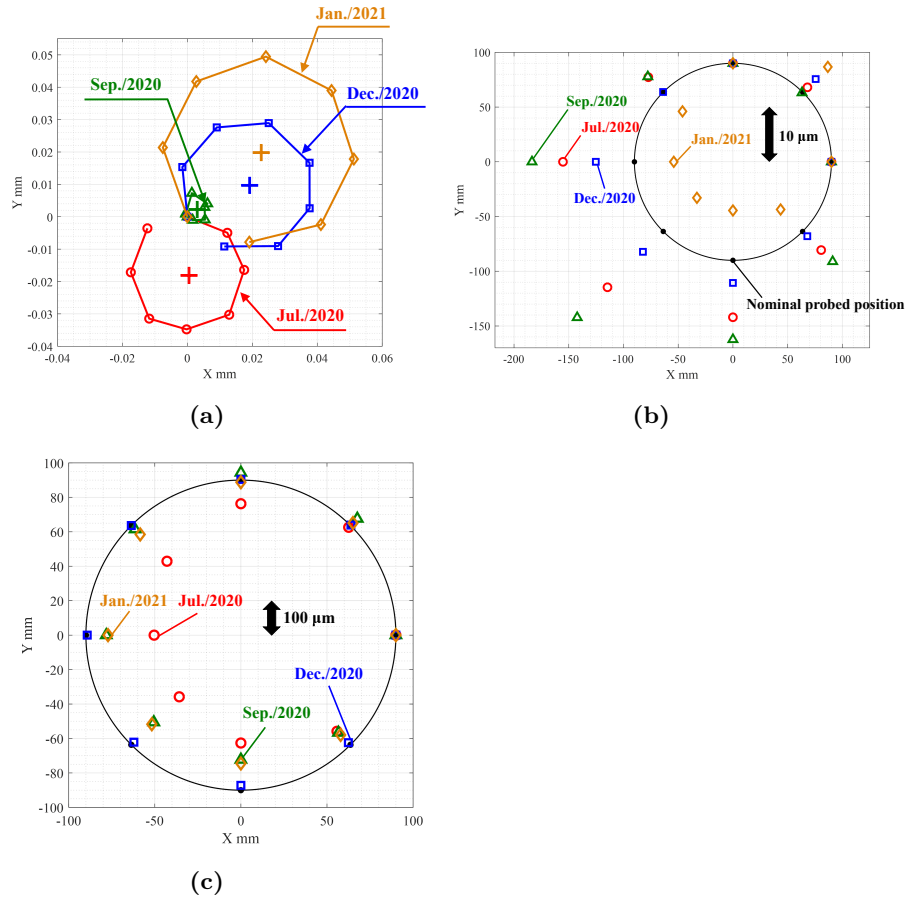 Jan./2021
Sep./2020
Dec./2020
Jul./2020
0.05
0.04
0.03
0.02
0.01
0
-0.01
-0.02
-0.03
-0.04
Y mm
-0.04
-0.02
0
0.02
0.04
0.06
X mm
(a)
Sep./2020
Jul./2020
Dec./2020
Jan./2021
10 μm
Nominal probed position
100
50
0
-50
-100
-150
Y mm
-200
-150
-100
-50
0
50
100
X mm
(b)
Jan./2021
Jul./2020
100 μm
Dec./2020
Sep./2020
100
80
60
40
20
0
-20
-40
-60
-80
-100
Y mm
-100
-50
0
50
100
X mm
(c)